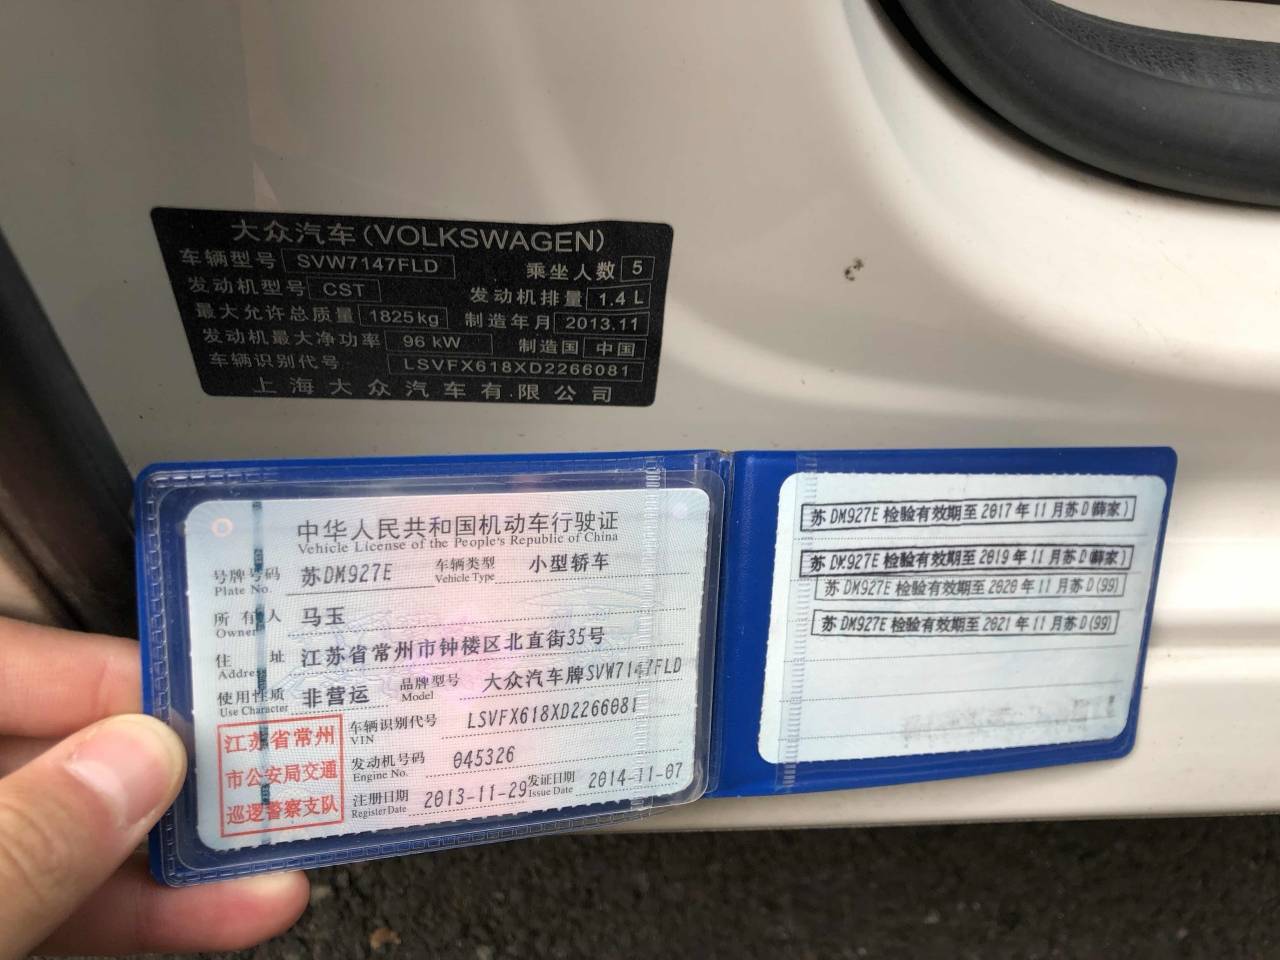 大众汽车(VOLKSWAGEN)
车辆型号 SVW7147FLD 乘坐人数 5
发动机型号 CST 发动机排量 1.4 L
最大允许总质量 1825kg 制造年月 2013.11
发动机最大净功率 96 kW 制造国 中国
车辆识别代号 LSVFX618XD2266081
上海大众汽车有限公司
中华人民共和国机动车行驶证
Vehicle License of the People's Republic of China
号牌号码 苏DM927E 车辆类型 小型轿车
Plate No. Vehicle Type
所有人 马玉
Owner
住址 江苏省常州市钟楼区北直街35号
Address
使用性质 非营运 品牌型号 大众汽车牌SVW7147FLD
Use Character Model
江苏省常州
市公安局交通
巡逻警察支队
车辆识别代号 LSVFX618XD2266081
VIN
发动机号码 045326
Engine No.
注册日期 2013-11-29 发证日期 2014-11-07
Register Date Issue Date
苏DM927E检验有效期至2017年11月苏D(薛家)
苏DM927E检验有效期至2019年11月苏D(薛家)
苏DM927E检验有效期至2020年11月苏D(99)
苏DM927E检验有效期至2021年11月苏D(99)